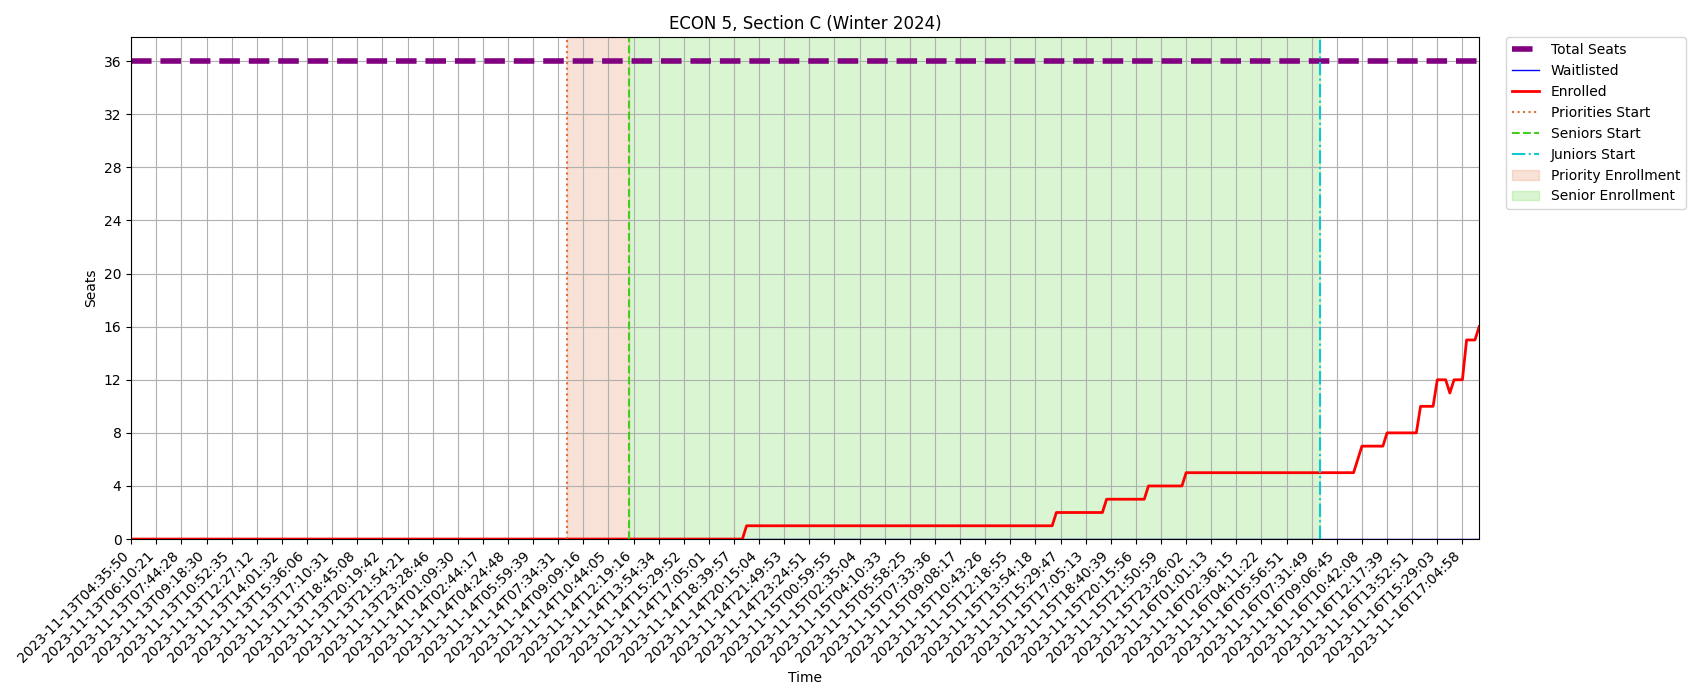 ECON 5, Section C (Winter 2024)
Seats
36
32
28
24
20
16
12
8
4
0
2023-11-13T04:35:50
2023-11-13T06:10:21
2023-11-13T07:44:28
2023-11-13T09:18:30
2023-11-13T10:52:35
2023-11-13T12:27:12
2023-11-13T14:01:32
2023-11-13T15:36:06
2023-11-13T17:10:31
2023-11-13T18:45:08
2023-11-13T20:19:42
2023-11-13T21:54:21
2023-11-13T23:28:46
2023-11-14T01:09:30
2023-11-14T02:44:17
2023-11-14T04:24:48
2023-11-14T05:59:39
2023-11-14T07:34:31
2023-11-14T09:09:16
2023-11-14T10:44:05
2023-11-14T12:19:16
2023-11-14T13:54:34
2023-11-14T15:29:52
2023-11-14T17:05:01
2023-11-14T18:39:57
2023-11-14T20:15:04
2023-11-14T21:49:53
2023-11-14T23:24:51
2023-11-15T00:59:55
2023-11-15T02:35:04
2023-11-15T04:10:33
2023-11-15T05:58:25
2023-11-15T07:33:36
2023-11-15T09:08:17
2023-11-15T10:43:26
2023-11-15T12:18:55
2023-11-15T13:54:18
2023-11-15T15:29:47
2023-11-15T17:05:13
2023-11-15T18:40:39
2023-11-15T20:15:56
2023-11-15T21:50:59
2023-11-15T23:26:02
2023-11-16T01:01:13
2023-11-16T02:36:15
2023-11-16T04:11:22
2023-11-16T05:56:51
2023-11-16T07:31:49
2023-11-16T09:06:45
2023-11-16T10:42:08
2023-11-16T12:17:39
2023-11-16T13:52:51
2023-11-16T15:29:03
2023-11-16T17:04:58
Time
Total Seats
Waitlisted
Enrolled
Priorities Start
Seniors Start
Juniors Start
Priority Enrollment
Senior Enrollment